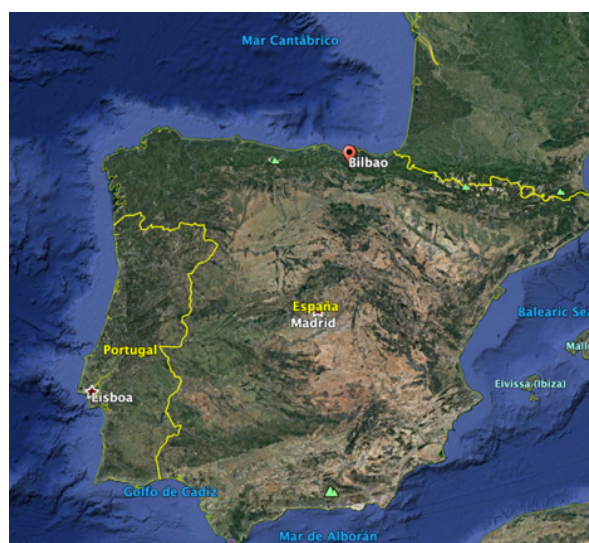 Mar Cantábrico
Bilbao
España
Madrid
Balearic Sea
Portugal
Eivissa (Ibiza)
Lisboa
Golfo de Cádiz
Mar de Alborán